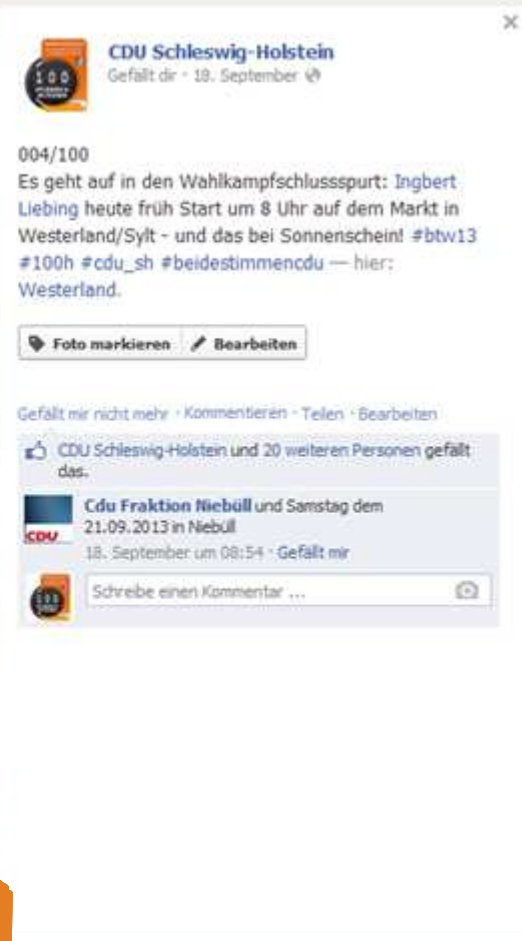 CDU Schleswig-Holstein
Gefällt dir · 18. September
004/100
Es geht auf in den Wahlkampfschlussspurt: Ingbert
Liebing heute früh Start um 8 Uhr auf dem Markt in
Westerland/Sylt - und das bei Sonnenschein! #btw13
#100h #cdu_sh #beidestimmencdu — hier:
Westerland.
Foto markieren Bearbeiten
Gefällt mir nicht mehr · Kommentieren · Teilen · Bearbeiten
CDU Schleswig-Holstein und 20 weiteren Personen gefällt
das.
Cdu Fraktion Niebüll und Samstag dem
21.09.2013 in Niebüll
CDU
18. September um 08:54 · Gefällt mir
Schreibe einen Kommentar ...
100